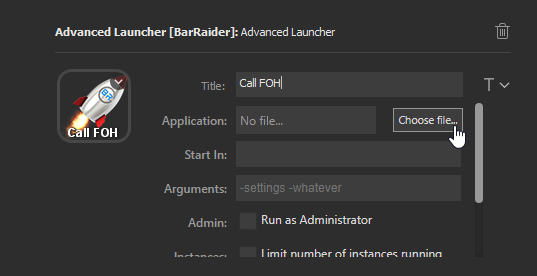 Advanced Launcher [BarRaider]: Advanced Launcher
Title: Call FOH T
BR
Call FOH
Application: No file... Choose file...
Start In:
Arguments: -settings -whatever
Admin: Run as Administrator
Instances: Limit number of instances running